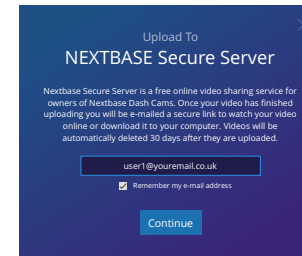 Upload To
NEXTBASE Secure Server
Nextbase Secure Server is a free online video sharing service for
owners of Nextbase Dash Cams. Once your video has finished
uploading you will be e-mailed a secure link to watch your video
online or download it to your computer. Videos will be
automatically deleted 30 days after they are uploaded.
user1@youremail.co.uk
Remember my e-mail address
Continue